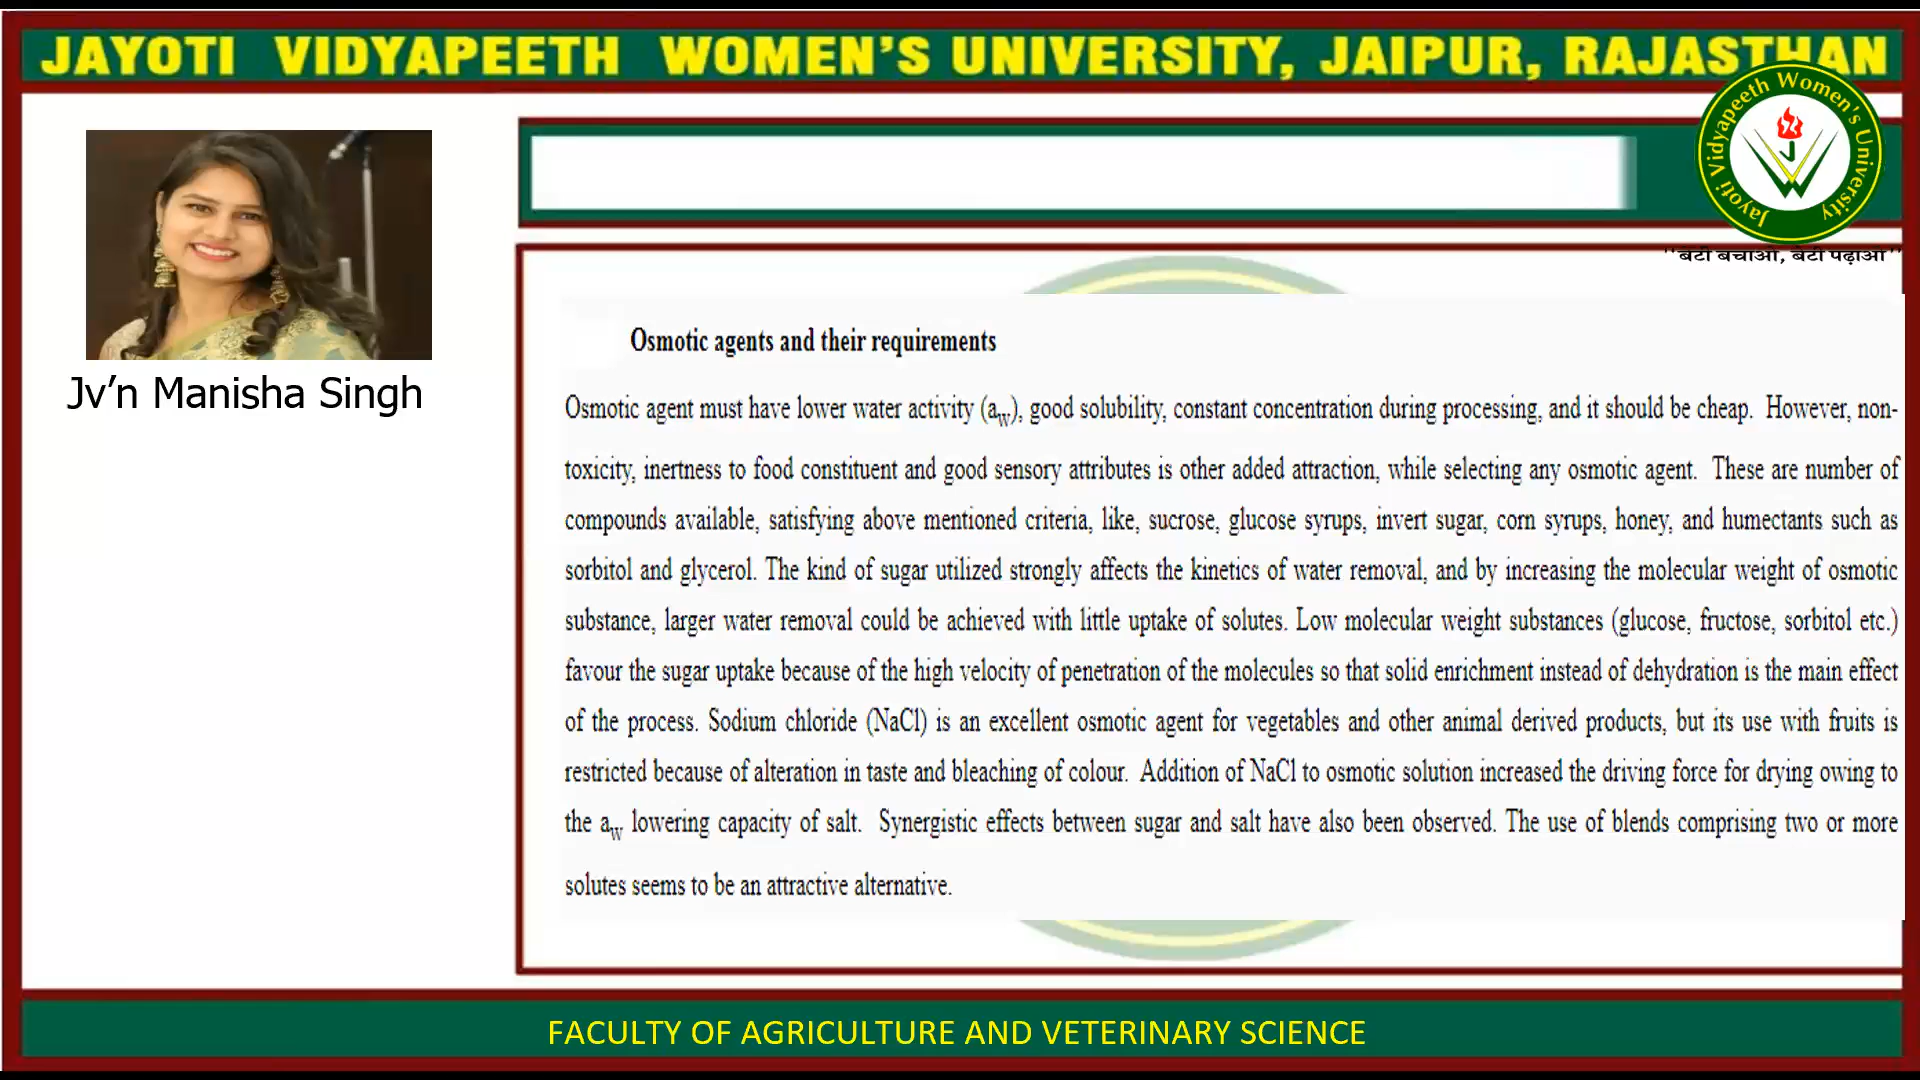 JAYOTI VIDYAPEETH WOMEN'S UNIVERSITY, JAIPUR, RAJASTHAN
Jayoti Vidyapeeth Women's University
"बेटी बचाओ, बेटी पढ़ाओ"
Jv’n Manisha Singh
Osmotic agents and their requirements
Osmotic agent must have lower water activity (aw), good solubility, constant concentration during processing, and it should be cheap. However, non-
toxicity, inertness to food constituent and good sensory attributes is other added attraction, while selecting any osmotic agent. These are number of
compounds available, satisfying above mentioned criteria, like, sucrose, glucose syrups, invert sugar, corn syrups, honey, and humectants such as
sorbitol and glycerol. The kind of sugar utilized strongly affects the kinetics of water removal, and by increasing the molecular weight of osmotic
substance, larger water removal could be achieved with little uptake of solutes. Low molecular weight substances (glucose, fructose, sorbitol etc.)
favour the sugar uptake because of the high velocity of penetration of the molecules so that solid enrichment instead of dehydration is the main effect
of the process. Sodium chloride (NaCl) is an excellent osmotic agent for vegetables and other animal derived products, but its use with fruits is
restricted because of alteration in taste and bleaching of colour. Addition of NaCl to osmotic solution increased the driving force for drying owing to
the aw lowering capacity of salt. Synergistic effects between sugar and salt have also been observed. The use of blends comprising two or more
solutes seems to be an attractive alternative.
FACULTY OF AGRICULTURE AND VETERINARY SCIENCE